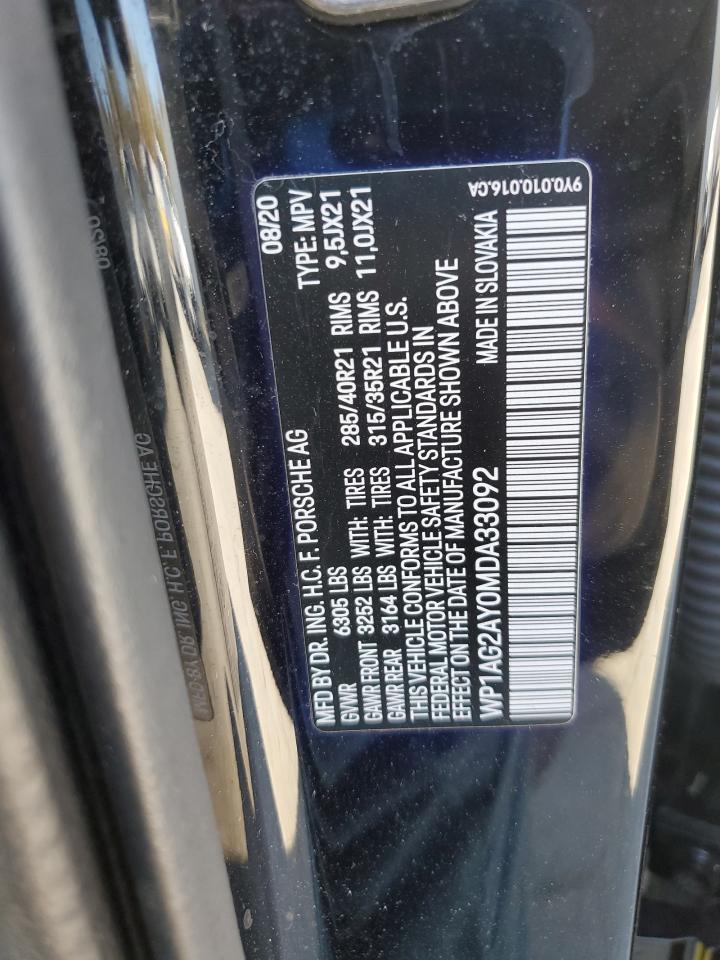 MFD BY DR. ING. H.C. F. PORSCHE AG 08/20
GVWR 6305 LBS TYPE: MPV
GAWR FRONT 3252 LBS WITH: TIRES 285/40R21 RIMS 9,5JX21
GAWR REAR 3164 LBS WITH: TIRES 315/35R21 RIMS 11,0JX21
THIS VEHICLE CONFORMS TO ALL APPLICABLE U.S.
FEDERAL MOTOR VEHICLE SAFETY STANDARDS IN
EFFECT ON THE DATE OF MANUFACTURE SHOWN ABOVE
WP1AG2AY0MDA33092 MADE IN SLOVAKIA
9Y0.010.016.CA